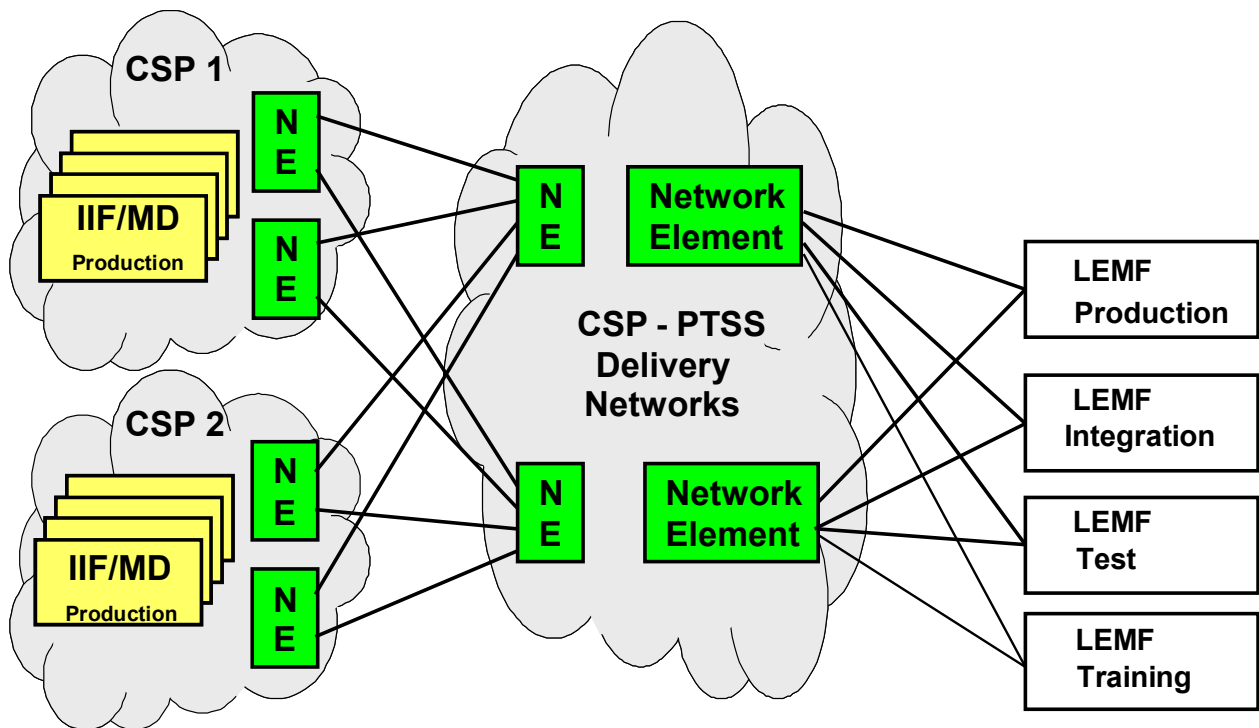 CSP 1
N
E
IIF/MD
Production
N
E
CSP 2
N
E
IIF/MD
Production
N
E
N
E
Network
Element
CSP - PTSS
Delivery
Networks
N
E
Network
Element
LEMF
Production
LEMF
Integration
LEMF
Test
LEMF
Training